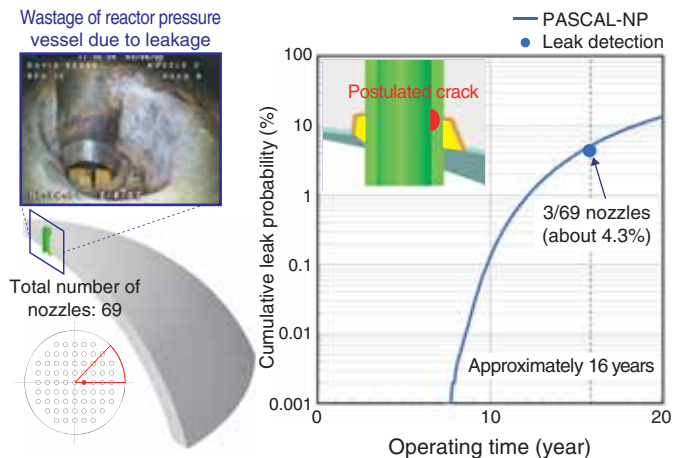 Wastage of reactor pressure
vessel due to leakage
Total number of
nozzles: 69
PASCAL-NP
Leak detection
Cumulative leak probability (%)
100
10
1
0.1
0.01
0.001
Postulated crack
3/69 nozzles
(about 4.3%)
Approximately 16 years
0
10
20
Operating time (year)